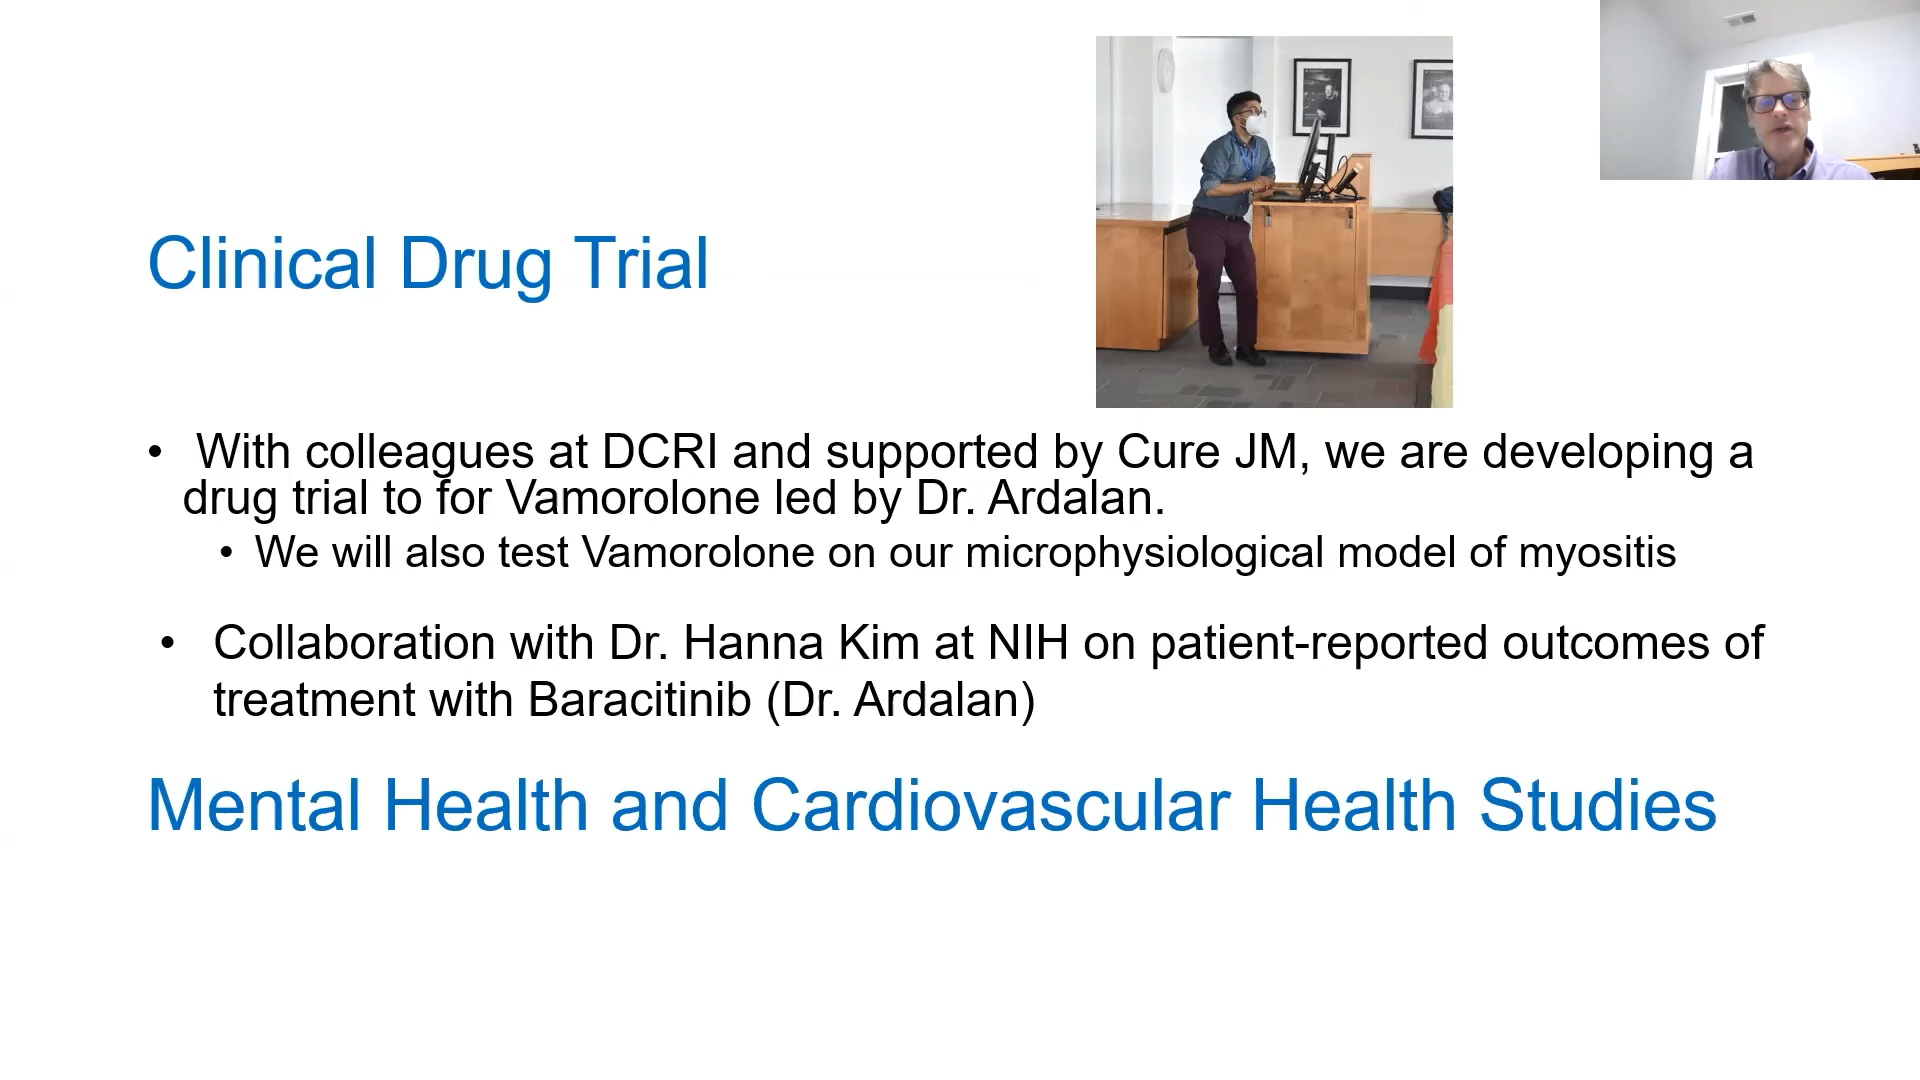 Clinical Drug Trial
• With colleagues at DCRI and supported by Cure JM, we are developing a
drug trial to for Vamorolone led by Dr. Ardalan.
• We will also test Vamorolone on our microphysiological model of myositis
• Collaboration with Dr. Hanna Kim at NIH on patient-reported outcomes of
treatment with Baracitinib (Dr. Ardalan)
Mental Health and Cardiovascular Health Studies